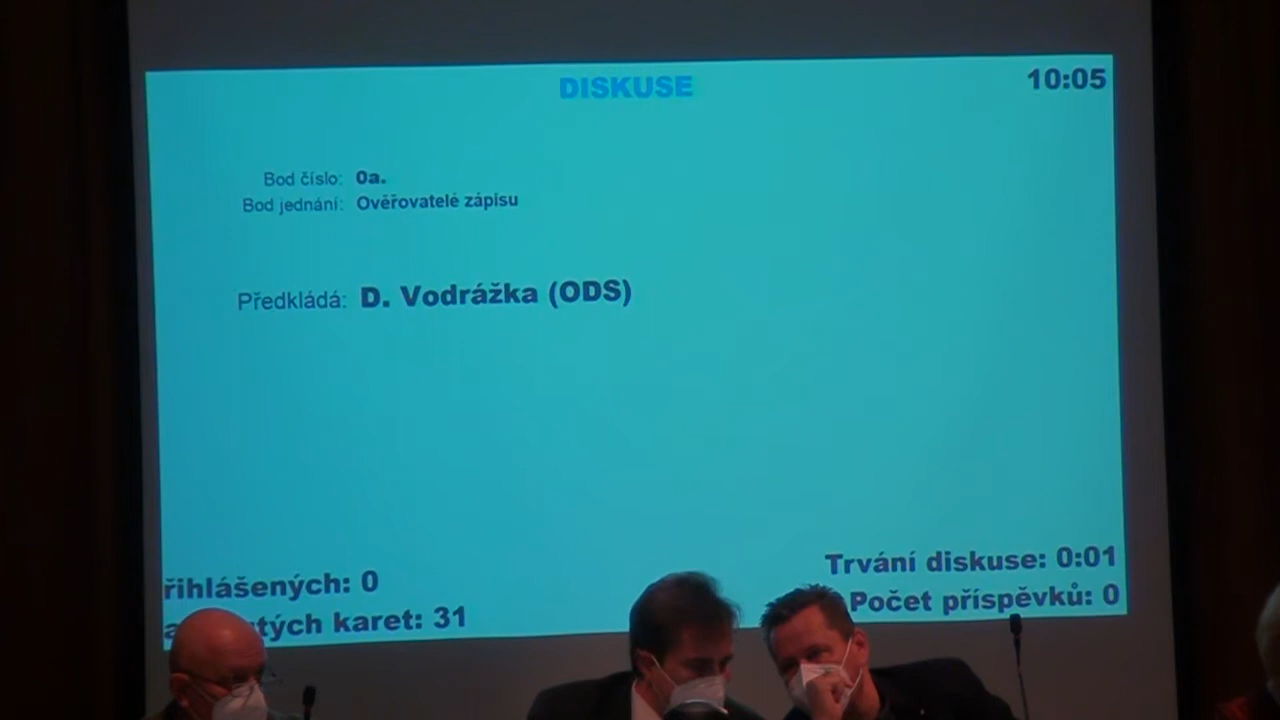 DISKUSE
10:05
Bod číslo: 0a.
Bod jednání: Ověřovatelé zápisu
Předkládá: D. Vodrážka (ODS)
řihlášených: 0
Trvání diskuse: 0:01
karet: 31
Počet příspěvků: 0